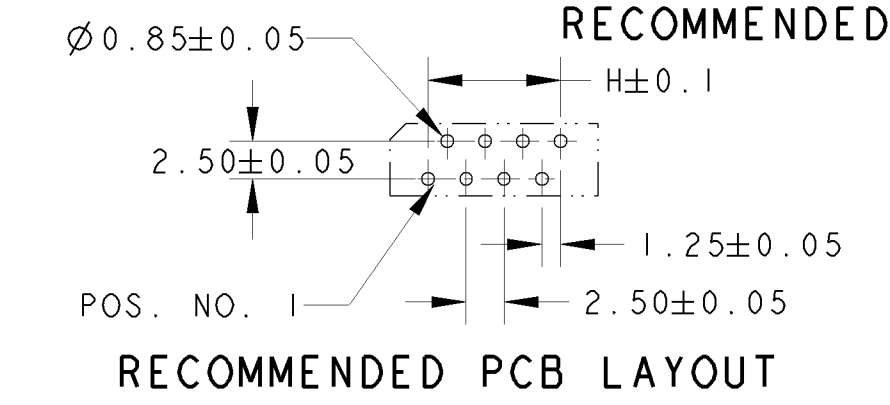 RECOMMENDED
Ø0.85±0.05
H±0.1
2.50±0.05
1.25±0.05
POS. NO. 1
2.50±0.05
RECOMMENDED PCB LAYOUT